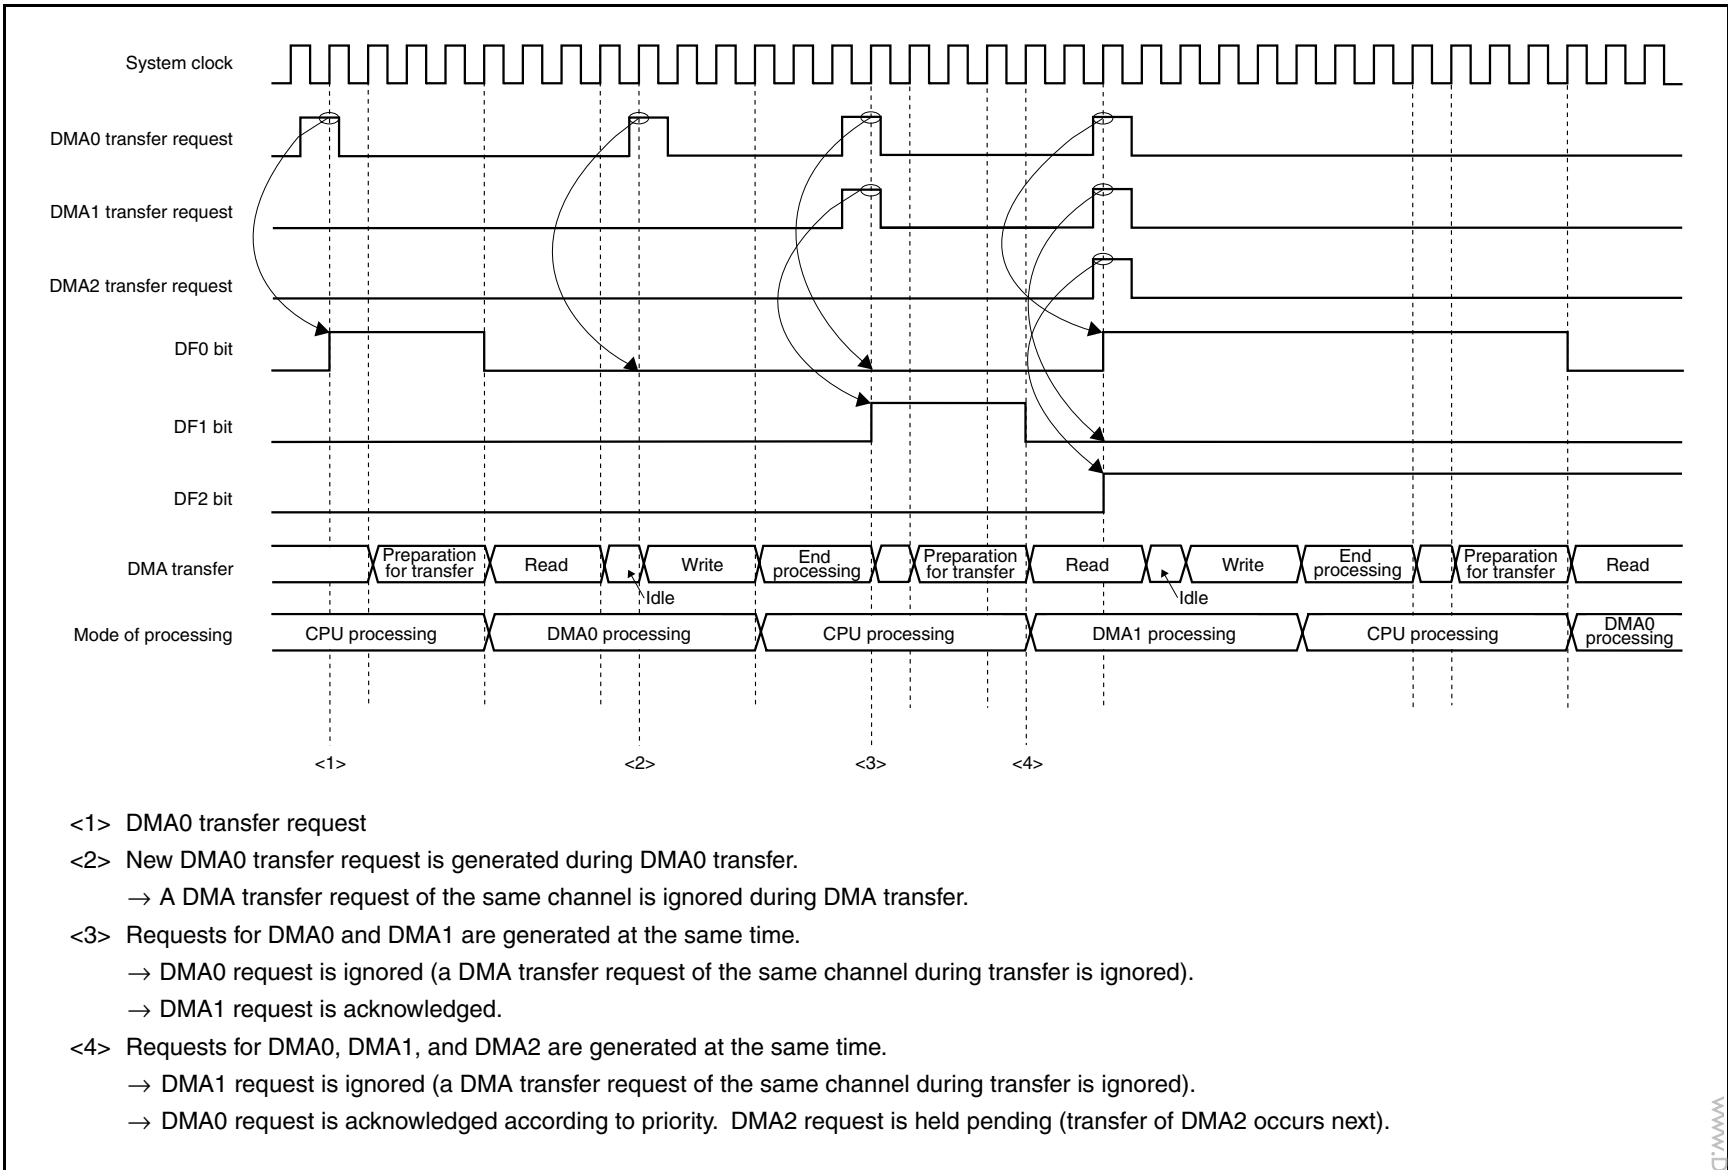 System clock
DMA0 transfer request
DMA1 transfer request
DMA2 transfer request
DF0 bit
DF1 bit
DF2 bit
DMA transfer
Preparation
for transfer
Read
Idle
Write
End
processing
Preparation
for transfer
Read
Idle
Write
End
processing
Preparation
for transfer
Read
Mode of processing
CPU processing
DMA0 processing
CPU processing
DMA1 processing
CPU processing
DMA0
processing
<1>
<2>
<3>
<4>
<1> DMA0 transfer request
<2> New DMA0 transfer request is generated during DMA0 transfer.
→ A DMA transfer request of the same channel is ignored during DMA transfer.
<3> Requests for DMA0 and DMA1 are generated at the same time.
→ DMA0 request is ignored (a DMA transfer request of the same channel during transfer is ignored).
→ DMA1 request is acknowledged.
<4> Requests for DMA0, DMA1, and DMA2 are generated at the same time.
→ DMA1 request is ignored (a DMA transfer request of the same channel during transfer is ignored).
→ DMA0 request is acknowledged according to priority. DMA2 request is held pending (transfer of DMA2 occurs next).
www.D